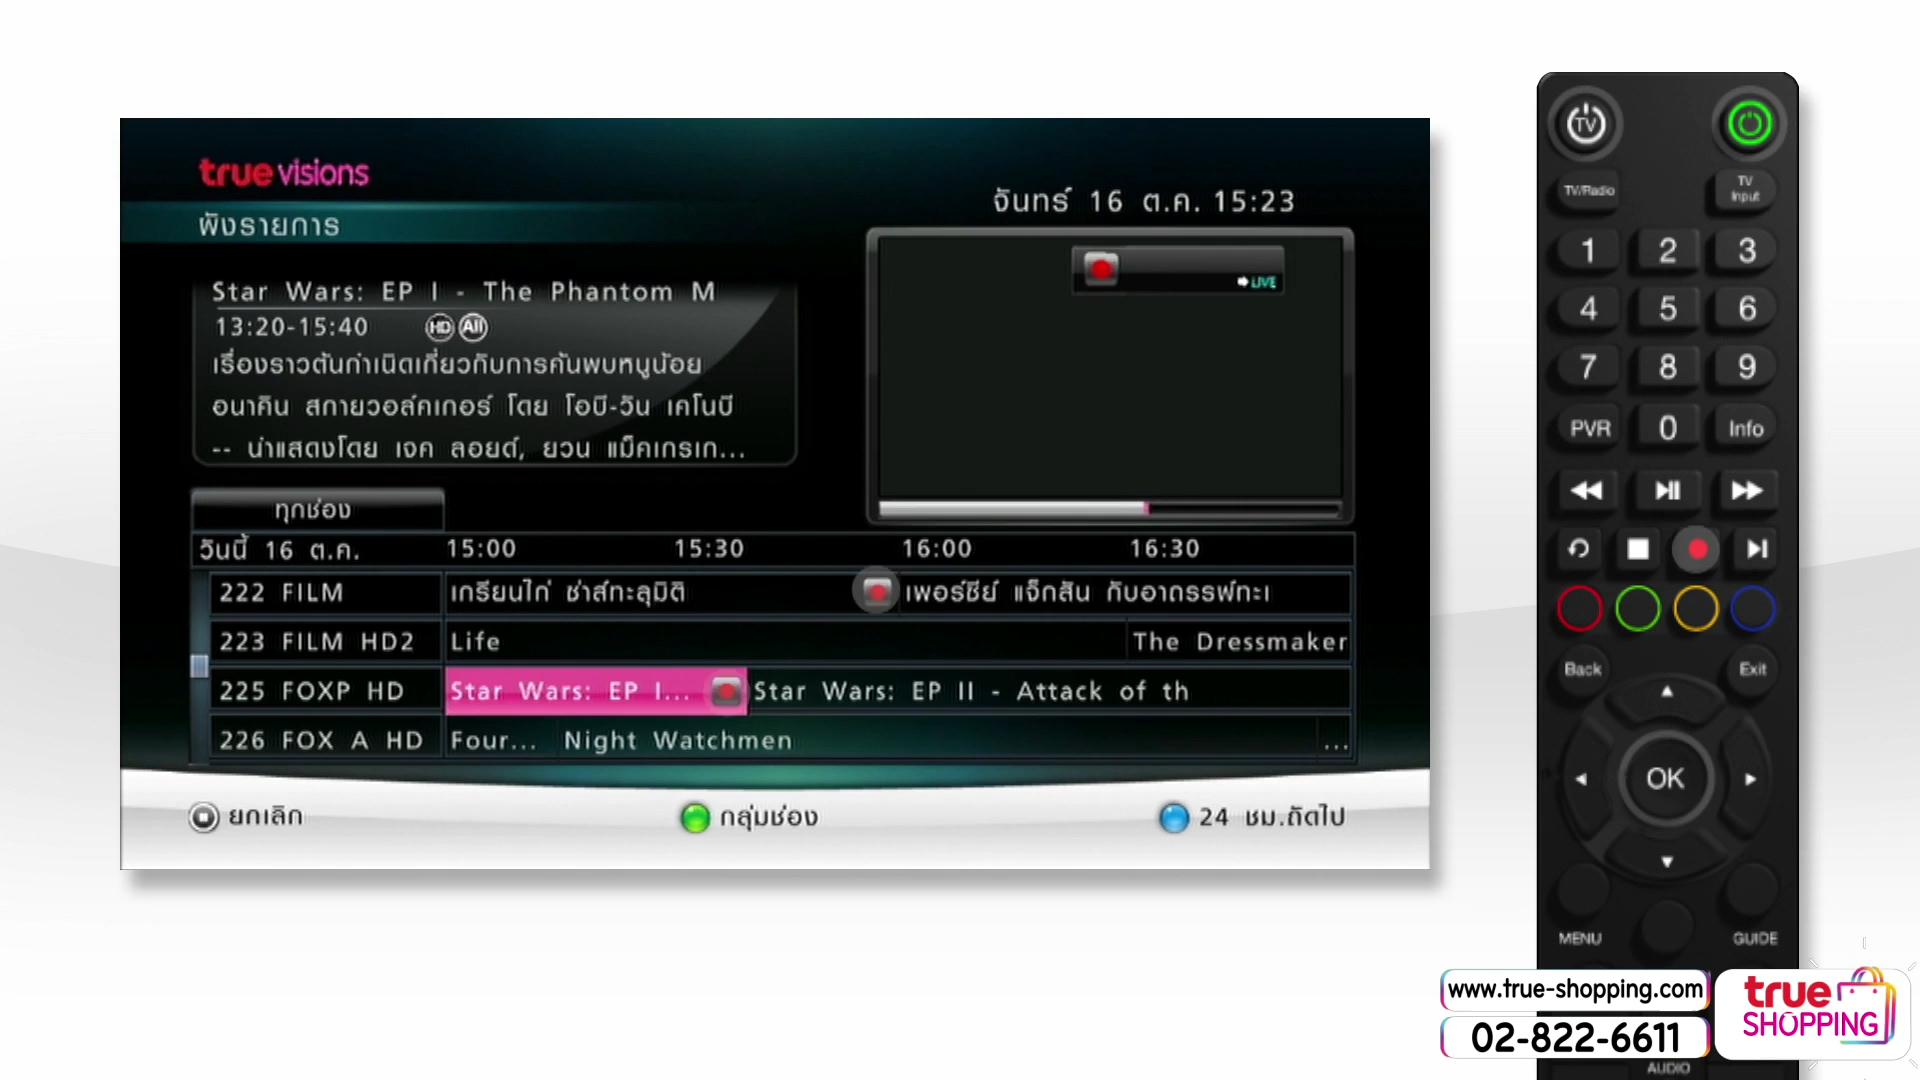 true visions
ผังรายการ
จันทร์ 16 ต.ค. 15:23
Star Wars: EP I - The Phantom M
13:20-15:40 HD All
เรื่องราวต้นกำเนิดเกี่ยวกับการค้นพบหนูน้อย
อนาคิน สกายวอล์คเกอร์ โดย โอบี-วัน เคโนบี
-- นำแสดงโดย เจค ลอยด์, ยวน แม็คเกรเก...
LIVE
ทุกช่อง
วันนี้ 16 ต.ค. 15:00 15:30 16:00 16:30
222 FILM เกรียนไก่ ซ่าส์ทะลุมิติ เพอร์ซีย์ แจ็กสัน กับอาถรรพ์ทะเ
223 FILM HD2 Life The Dressmaker
225 FOXP HD Star Wars: EP I... Star Wars: EP II - Attack of th
226 FOX A HD Four... Night Watchmen ...
ยกเลิก กลุ่มช่อง 24 ชม.ถัดไป
TV
TV/Radio TV Input
1 2 3
4 5 6
7 8 9
PVR 0 Info
Back Exit
OK
MENU GUIDE
www.true-shopping.com
02-822-6611
true
SHOPPING
AUDIO